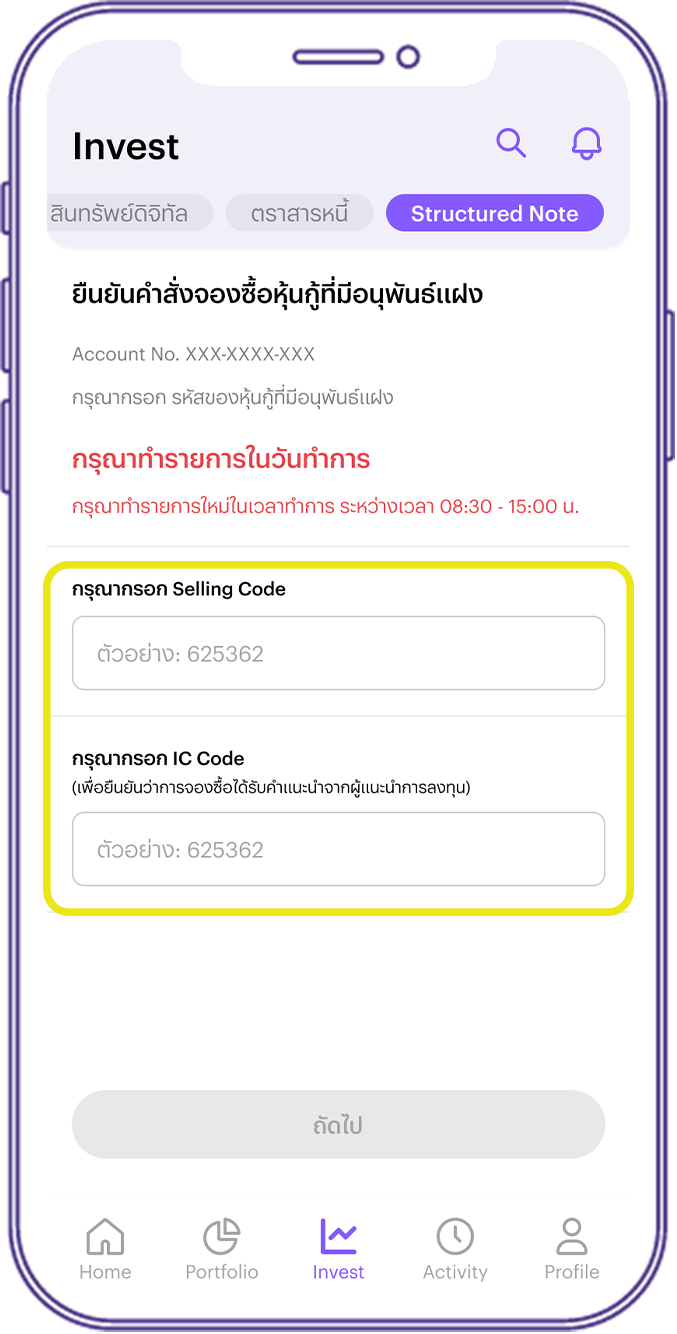 Invest
สินทรัพย์ดิจิทัล ตราสารหนี้ Structured Note
ยืนยันคำสั่งจองซื้อหุ้นกู้ที่มีอนุพันธ์แฝง
Account No. XXX-XXXX-XXX
กรุณากรอก รหัสของหุ้นกู้ที่มีอนุพันธ์แฝง
กรุณาทำรายการในวันทำการ
กรุณาทำรายการใหม่ในเวลาทำการ ระหว่างเวลา 08:30 - 15:00 น.
กรุณากรอก Selling Code
ตัวอย่าง: 625362
กรุณากรอก IC Code
(เพื่อยืนยันว่าการจองซื้อได้รับคำแนะนำจากผู้แนะนำการลงทุน)
ตัวอย่าง: 625362
ถัดไป
Home Portfolio Invest Activity Profile